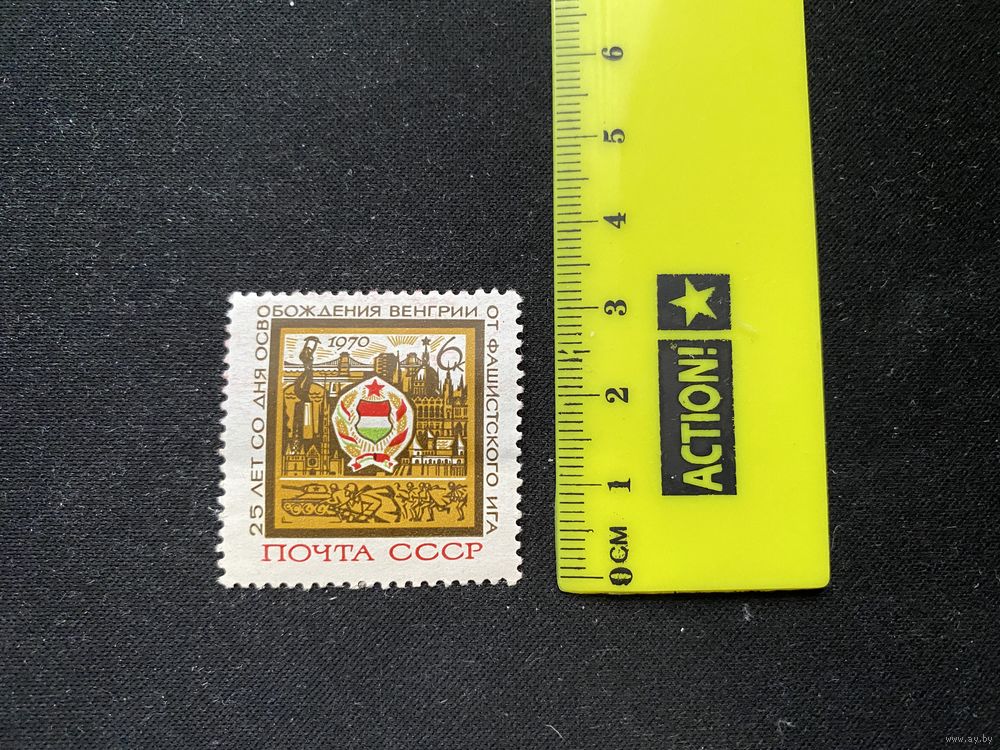 25 ЛЕТ СО ДНЯ ОСВОБОЖДЕНИЯ ВЕНГРИИ ОТ ФАШИСТСКОГО ИГА
1970
6к
ПОЧТА СССР
6
5
4
3
2
1
0СМ
ACTION!
www.ay.by